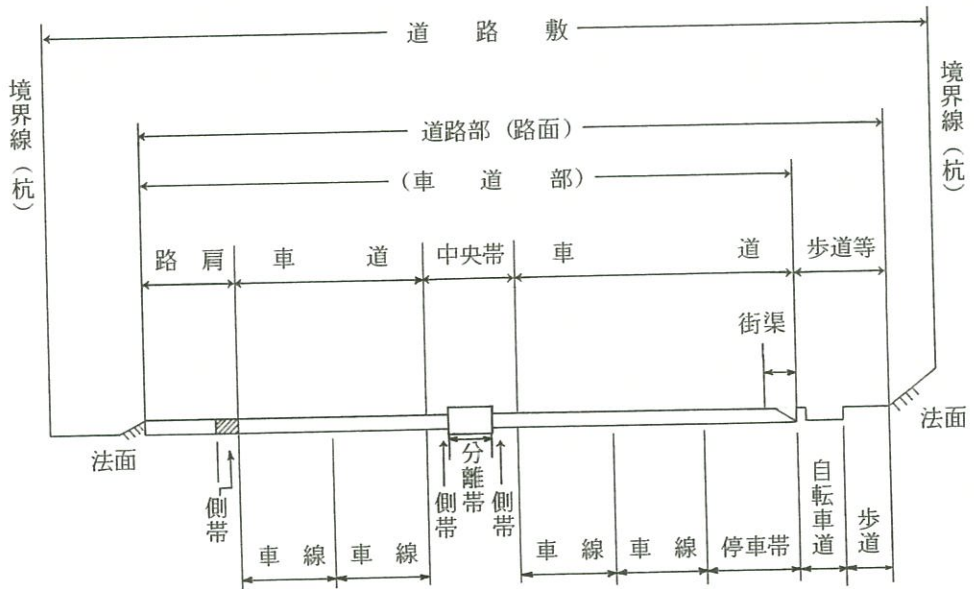 道路敷
境界線（杭）
境界線（杭）
道路部（路面）
（車道部）
路肩
車道
中央帯
車道
歩道等
街渠
法面
法面
側帯
側帯
分離帯
側帯
自転車道
歩道
車線
車線
車線
車線
停車帯